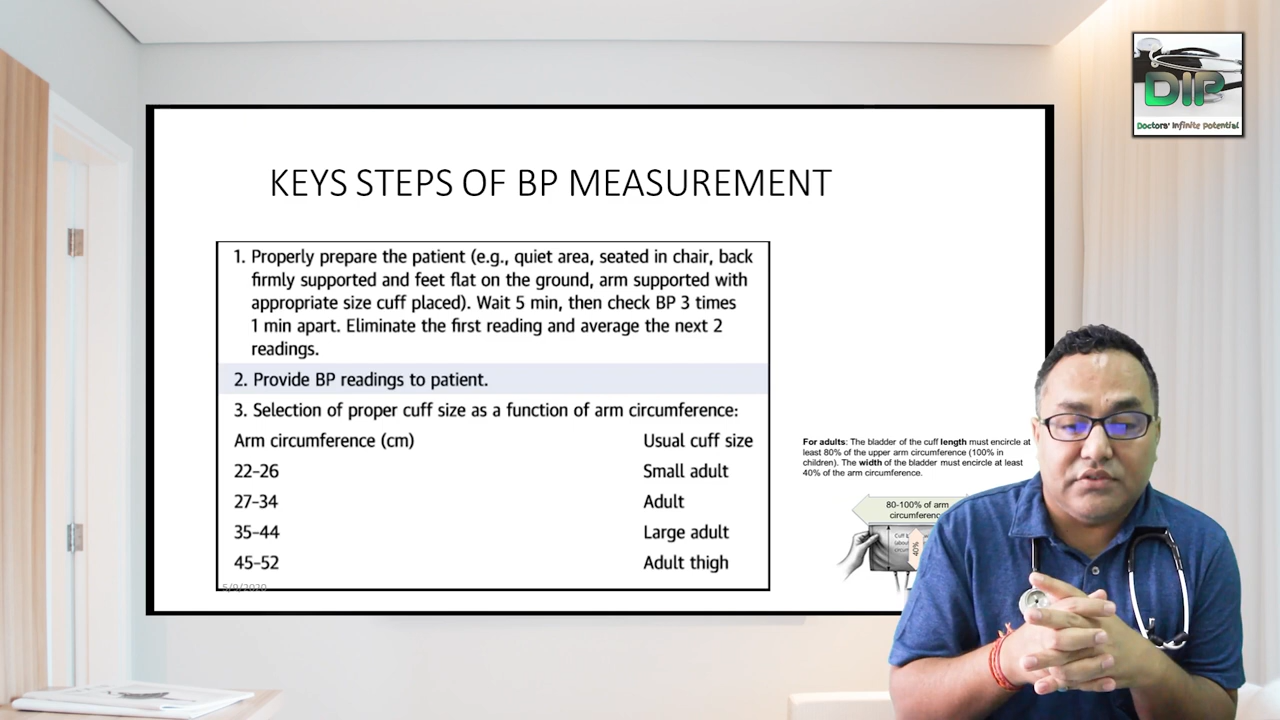 DIP
Doctors' Infinite Potential
KEYS STEPS OF BP MEASUREMENT
1. Properly prepare the patient (e.g., quiet area, seated in chair, back
firmly supported and feet flat on the ground, arm supported with
appropriate size cuff placed). Wait 5 min, then check BP 3 times
1 min apart. Eliminate the first reading and average the next 2
readings.
2. Provide BP readings to patient.
3. Selection of proper cuff size as a function of arm circumference:
Arm circumference (cm) Usual cuff size
22-26 Small adult
27-34 Adult
35-44 Large adult
45-52 Adult thigh
5/9/2020
For adults: The bladder of the cuff length must encircle at
least 80% of the upper arm circumference (100% in
children). The width of the bladder must encircle at least
40% of the arm circumference.
80-100% of arm
40%